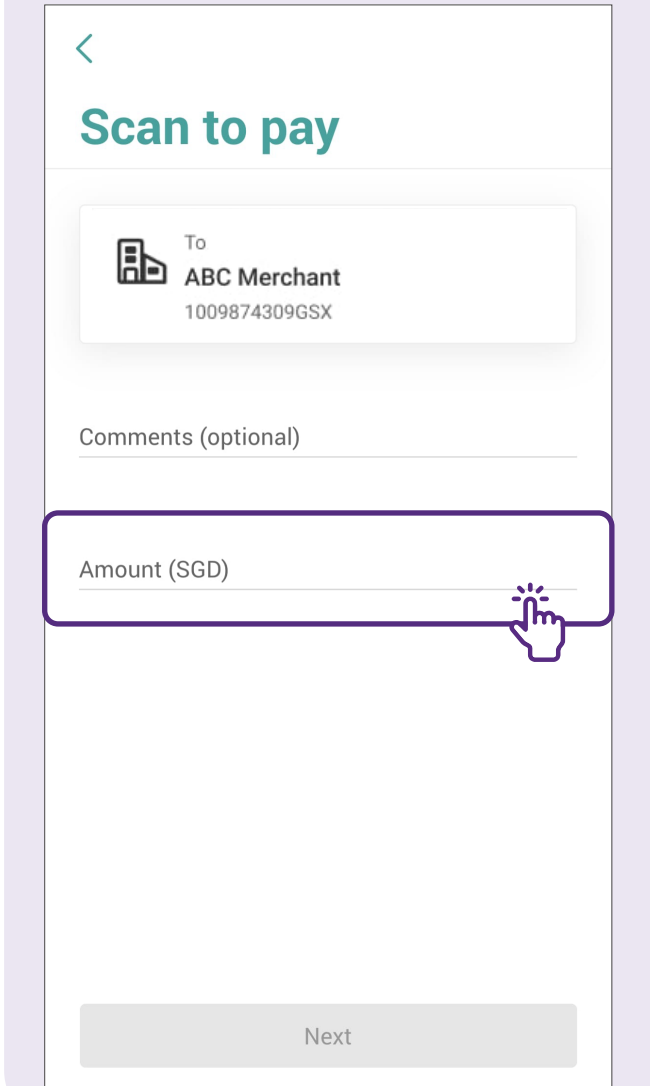 Scan to pay
To
ABC Merchant
1009874309GSX
Comments (optional)
Amount (SGD)
Next